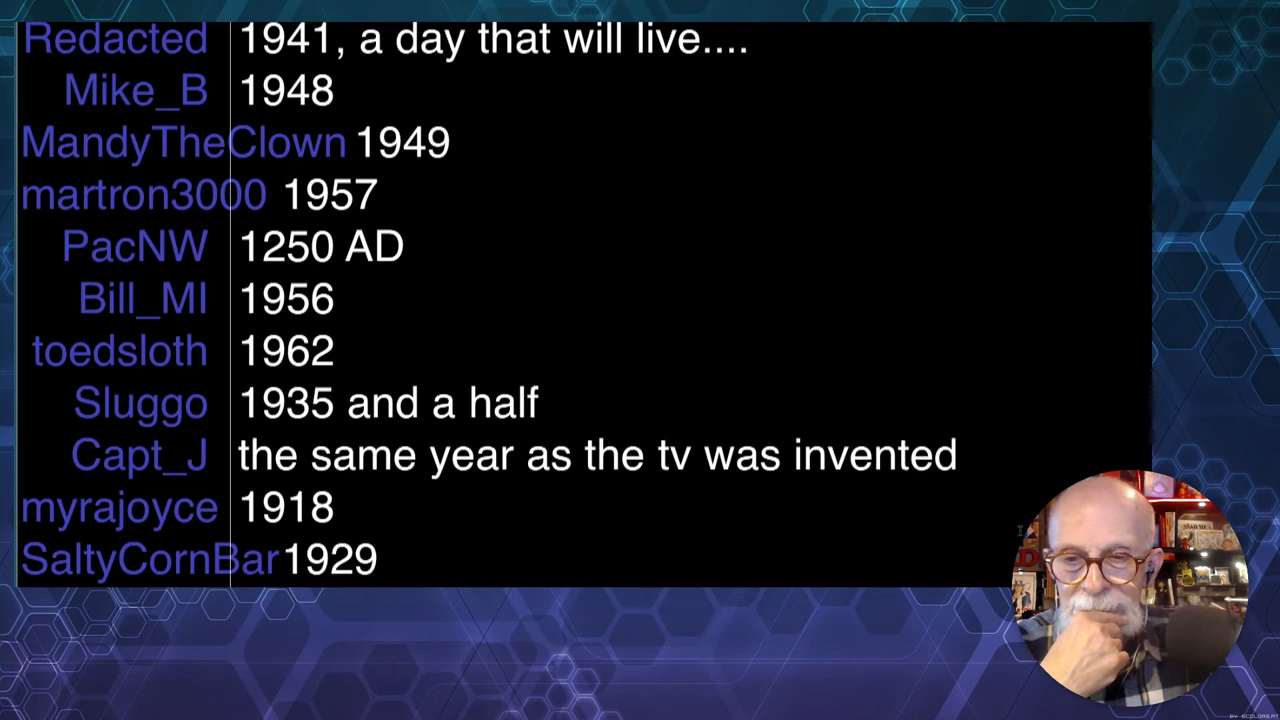 Redacted 1941, a day that will live....
Mike_B 1948
MandyTheClown 1949
martron3000 1957
PacNW 1250 AD
Bill_MI 1956
toedsloth 1962
Sluggo 1935 and a half
Capt_J the same year as the tv was invented
myrajoyce 1918
SaltyCornBar 1929